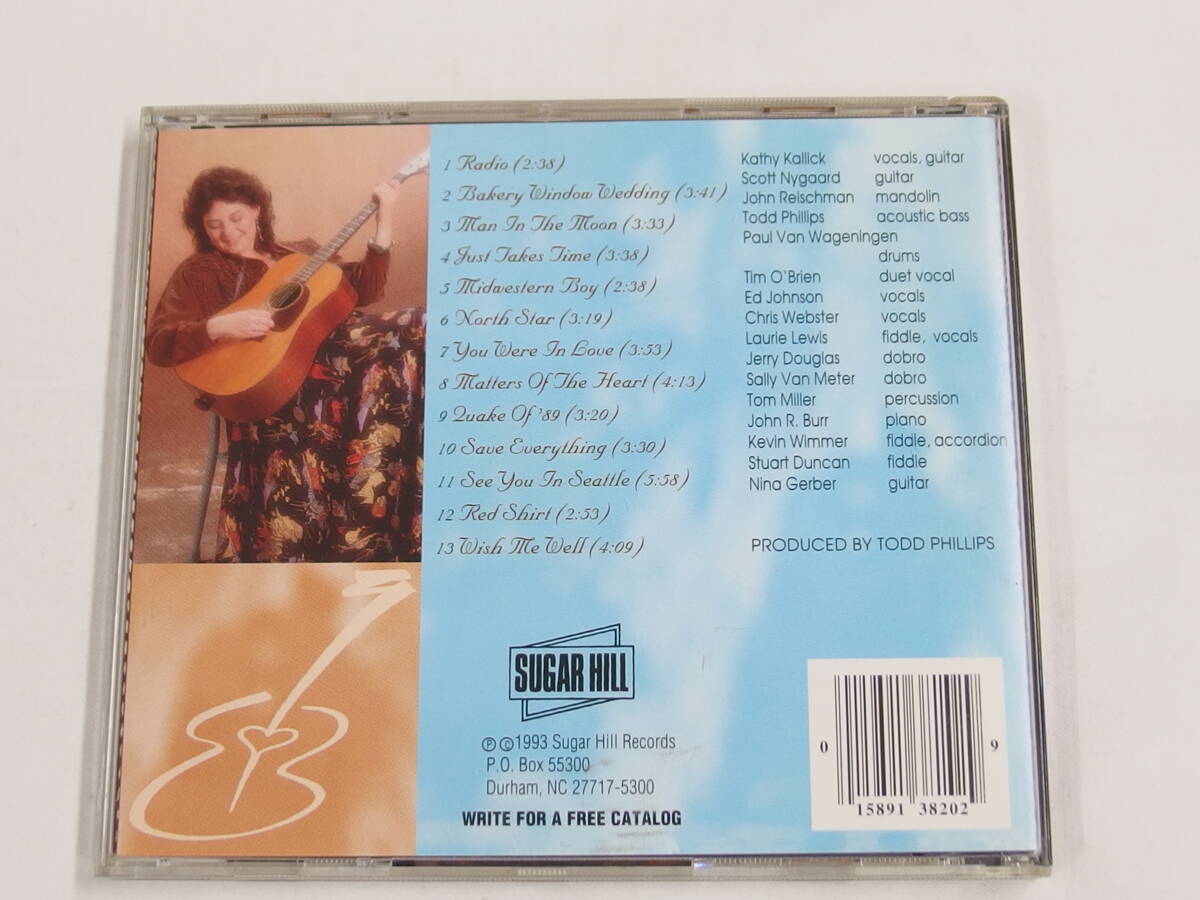 1 Radio (2:38)
2 Bakery Window Wedding (3:41)
3 Man In The Moon (3:33)
4 Just Takes Time (3:38)
5 Midwestern Boy (2:38)
6 North Star (3:19)
7 You Were In Love (3:53)
8 Matters Of The Heart (4:13)
9 Quake Of '89 (3:20)
10 Save Everything (3:30)
11 See You In Seattle (5:58)
12 Red Shirt (2:53)
13 Wish Me Well (4:09)
Kathy Kallick vocals, guitar
Scott Nygaard guitar
John Reischman mandolin
Todd Phillips acoustic bass
Paul Van Wageningen
drums
Tim O'Brien duet vocal
Ed Johnson vocals
Chris Webster vocals
Laurie Lewis fiddle, vocals
Jerry Douglas dobro
Sally Van Meter dobro
Tom Miller percussion
John R. Burr piano
Kevin Wimmer fiddle, accordion
Stuart Duncan fiddle
Nina Gerber guitar
PRODUCED BY TODD PHILLIPS
SUGAR HILL
℗©1993 Sugar Hill Records
P.O. Box 55300
Durham, NC 27717-5300
WRITE FOR A FREE CATALOG
0 15891 38202 9